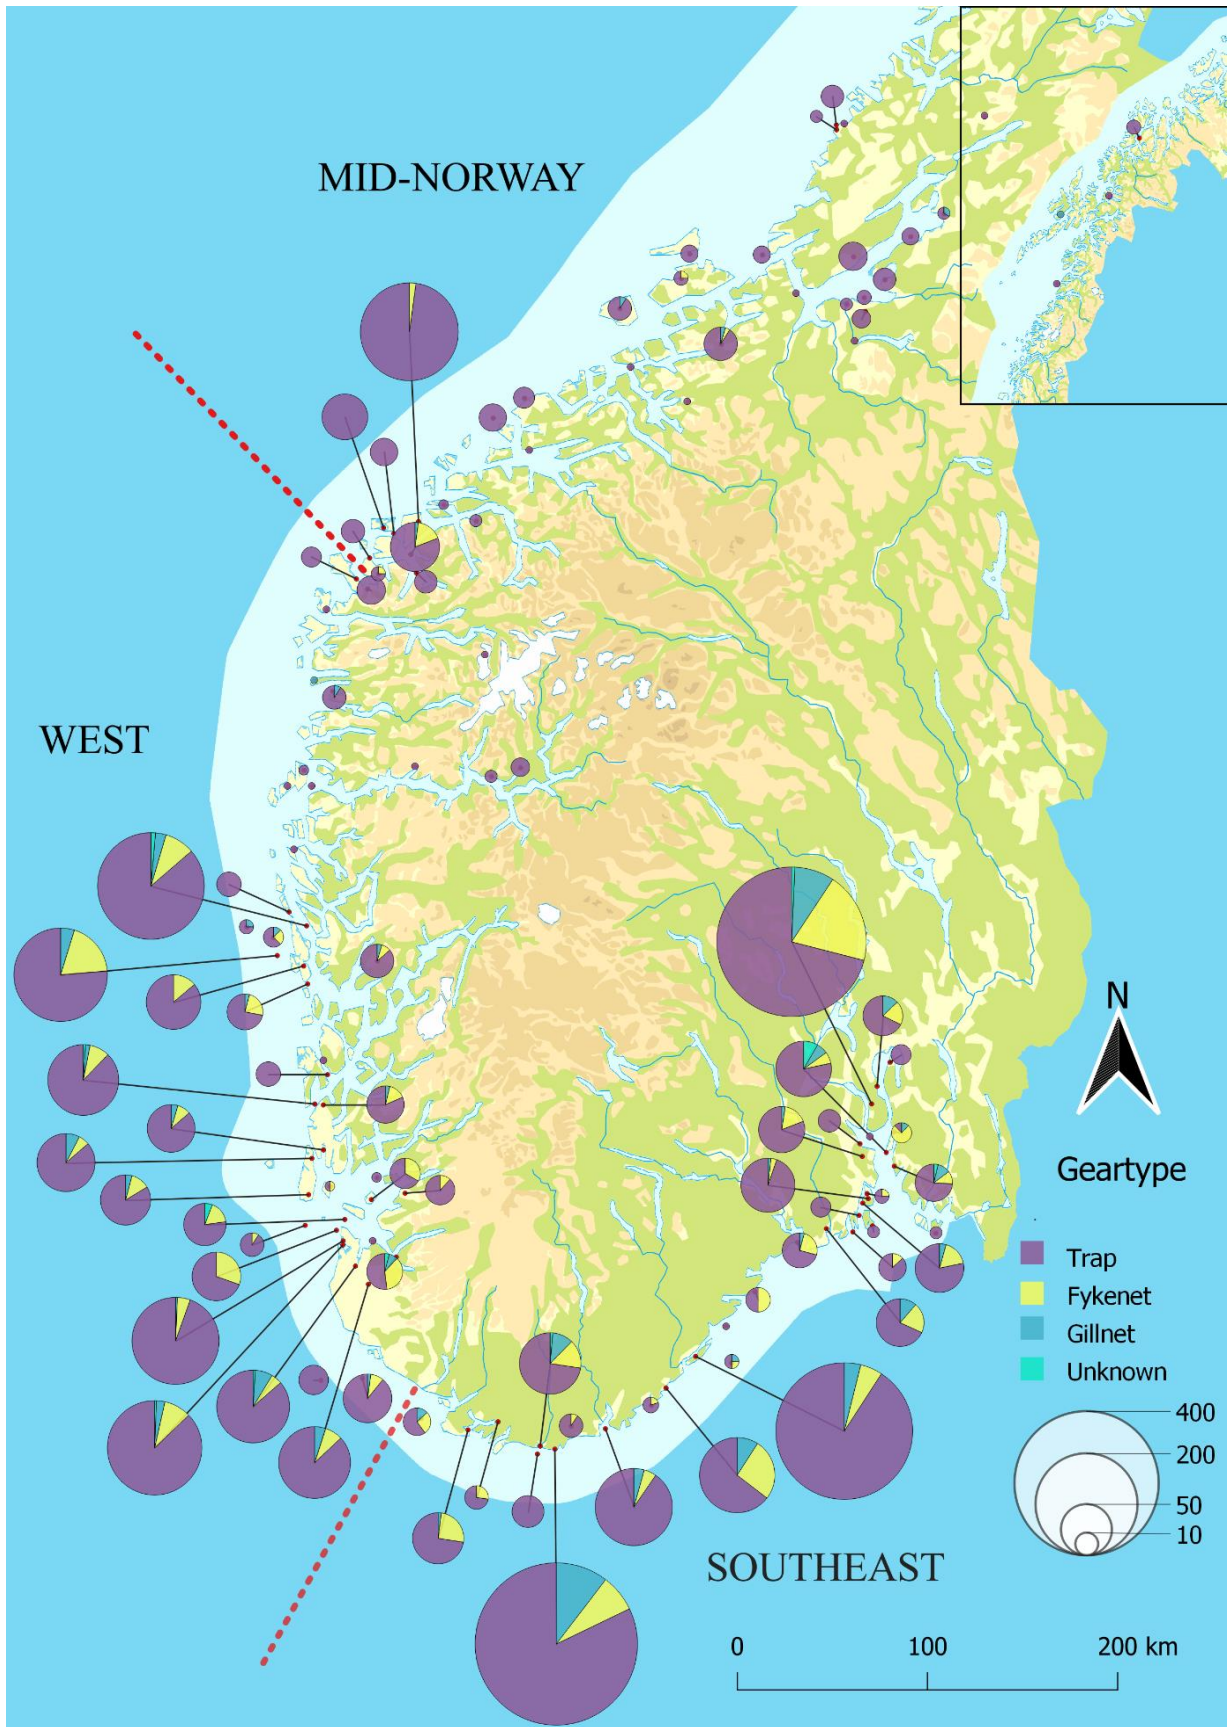 MID-NORWAY
WEST
N
Geartype
Trap
Fykenet
Gillnet
Unknown
400
200
50
10
SOUTHEAST
0 100 200 km